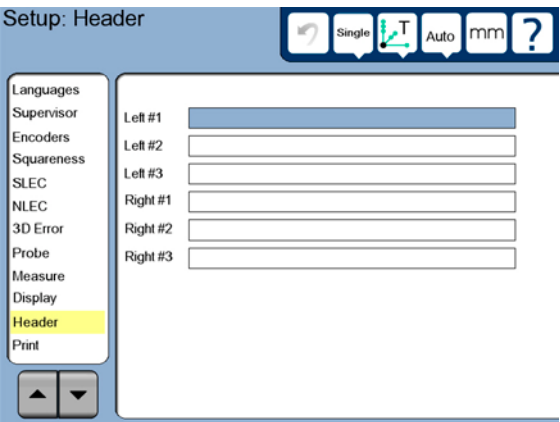 Setup: Header
Single
T
Auto
mm
?
Languages
Supervisor
Encoders
Squareness
SLEC
NLEC
3D Error
Probe
Measure
Display
Header
Print
Left #1
Left #2
Left #3
Right #1
Right #2
Right #3